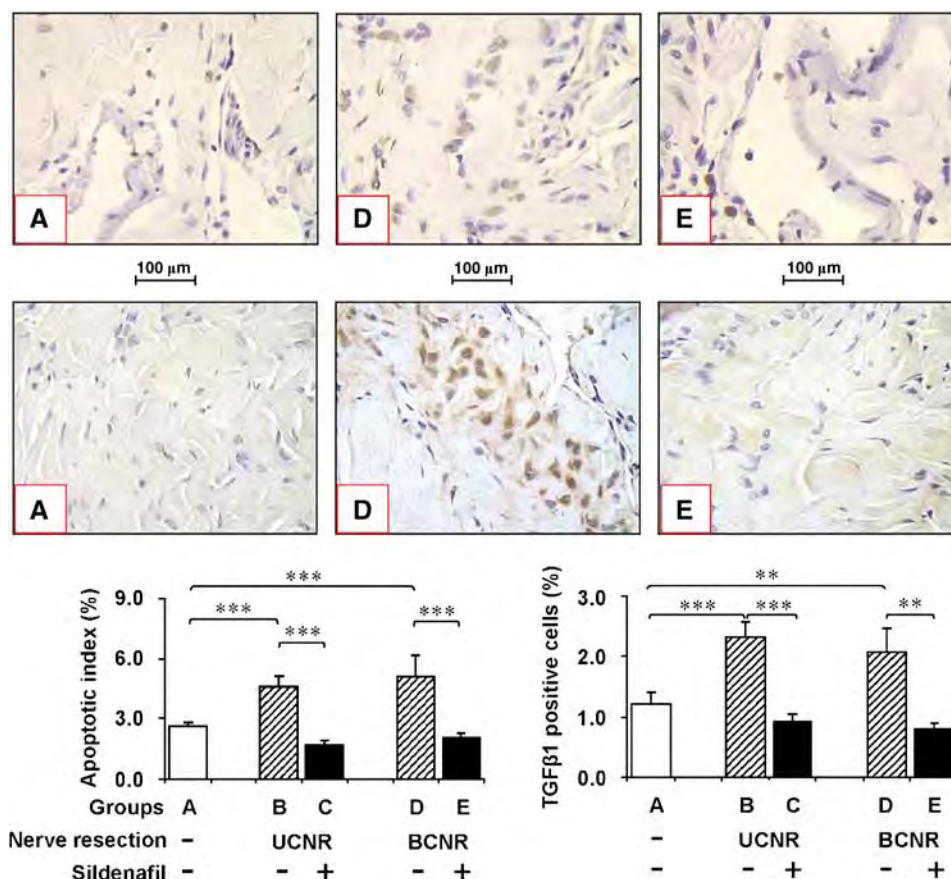 A D E
100 µm 100 µm 100 µm
A D E
Apoptotic index (%)
9.0
6.0
3.0
0.0
*** *** *** ***
Groups A B C D E
Nerve resection - UCNR BCNR
Sildenafil - - + - +
TGFβ1 positive cells (%)
3.0
2.0
1.0
0.0
** *** *** **
A B C D E
- UCNR BCNR
- - + - +